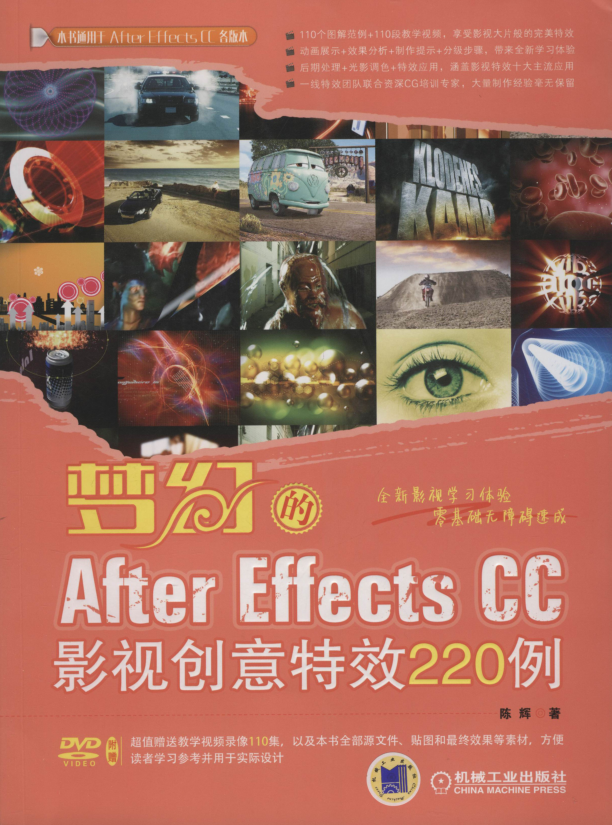 本书适用于After Effects CC各版本
110个图解范例+110段教学视频，享受影视大片般的完美特效
动画展示+效果分析+制作提示+分级步骤，带来全新学习体验
后期处理+光影调色+特效应用，涵盖影视特效十大主流应用
一线特效团队联合资深CG培训专家，大量制作经验毫无保留
KLODENES
KAMP
梦幻的
全新影视学习体验
零基础无障碍速成
After Effects CC
影视创意特效220例
陈 辉 ◎ 著
DVD
VIDEO
附赠
超值赠送教学视频录像110集，以及本书全部源文件、贴图和最终效果等素材，方便
读者学习参考并用于实际设计
机械工业出版社
CHINA MACHINE PRESS